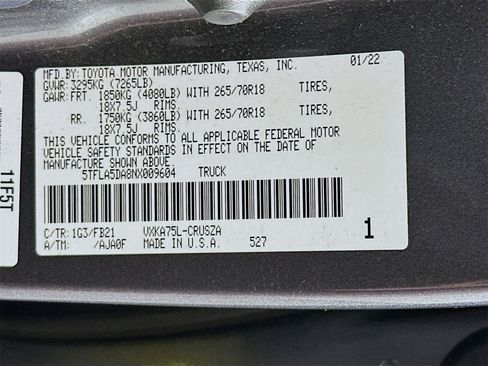 MFD.BY:TOYOTA MOTOR MANUFACTURING, TEXAS, INC. 01/22
GVWR: 3295KG (7265LB)
GAWR: FRT. 1850KG (4080LB) WITH 265/70R18 TIRES,
18X7.5J RIMS.
RR. 1750KG (3860LB) WITH 265/70R18 TIRES,
18X7.5J RIMS.
THIS VEHICLE CONFORMS TO ALL APPLICABLE FEDERAL MOTOR
VEHICLE SAFETY STANDARDS IN EFFECT ON THE DATE OF
MANUFACTURE SHOWN ABOVE.
5TFLA5DA8NX009604 TRUCK
C/TR:1G3/FB21 VXKA75L-CRUSZA
A/TM: /AJA0F MADE IN U.S.A. 527 1
11F5T